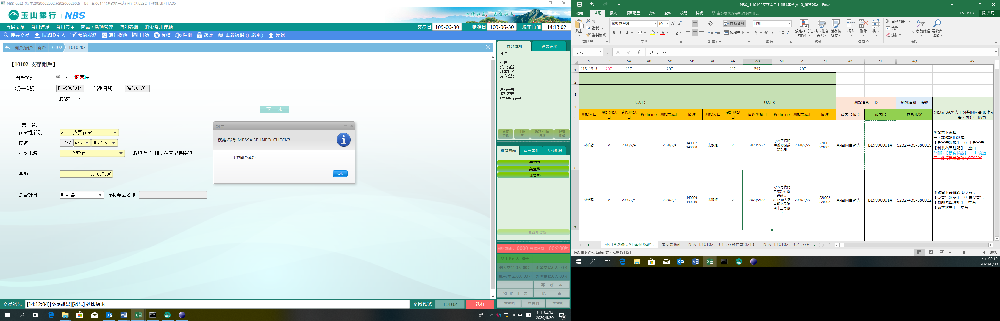 NBS-uat2 (版本:2020062902.b2020062902) 使用者:00144(測試櫃一戊) 分行別:9232 工作站:L9711A05
玉山銀行 | NBS
心清如玉 義重如山
自選交易 常用連結 常用表單 商品 / 活動管理 智能客服 消金常用連結
交易日 109-06-30 帳務日 109-06-30 現在時間 14:13:02
搜尋交易 帳號ID引入 預約服務 蒞行提醒 日誌 授權 廣播 鎖定 重啟週邊 (已啟動) 簽退
開戶/銷戶 開戶 10102 1010203
【10102 支存開戶】
開戶類別 1 - 一般支存
統一編號 B199000014 出生日期 088/01/01
測試張一一
下一步
支存開戶
存款性質別 21 - 支票存款
帳號 9232 435 002253
扣款來源 1 - 收現金 1-收現金 2-銷：多筆交易序號
金額 10,000.00
是否計息 N - 否 優利產品名稱
訊息
模組名稱: MESSAGE_INFO_CHECK3
支存開戶成功
Ok
身分識別 產品往來
姓名
生日
統一編號
理專姓名
身分註記
注意事項
簡訊密碼
近期事故異動
顧客資訊 手續費 通路/共同行銷 顧客影像
推薦商品 重要事件 互動記錄
無資料
無資料
無資料
一般轉介登錄
服務號碼： 0000 等候時間： 00分00秒
V I P:0人 00分
個人交易:0人 00分 企業交易:0人 00分
開戶/申請:0人 00分 外匯業務:0人 00分
再 呼 叫
預 約 叫 號 結 束
無資料 無資料 無資料
交易訊息 [14:12:04][交易訊息][訊息] 列印結束 交易代號 10102 執行
中 下午 02:12
2020/6/30
4
NBS_【10102支存開戶】測試案例_v1.0_測資盤點 - Excel
檔案 常用 插入 版面配置 公式 資料 校閱 檢視 告訴我您想要執行的動作... TEST19072 共用
貼上 剪下 複製 複製格式 剪貼簿
微軟正黑體 10 B I U 字型
自動換列 跨欄置中 對齊方式
日期 $ % 數值
設定格式化的條件 格式化為表格 儲存格樣式 樣式
插入 刪除 格式 儲存格
自動加總 填滿 清除 排序與篩選 尋找與選取 編輯
AG7 fx 2020/2/27
Y Z AA AB AC AD AE AF AG AH AI AJ AK AL AQ AS
1 315-15-3 297 297 297 297 297 297
2
3
4 UAT 2 UAT 3 測試資料：ID 測試資料：帳號
5 測試人員 預計測試日 實際測試日 Redmine 測試完成日 備註 測試人員 預計測試日 實際測試日 Redmine 測試完成日 備註 顧客ID類別 顧客ID 存款帳號 測試前BA需人工調整的內容(貼上前
容，再進行修改)
6 V 2020/2/4 2020/2/4 140007
140008
尤淑姬 V 2020/2/27 2/27寄信開戶成功有錯誤訊息 2020/2/27 220001
220001
A-國內自然人 B199000014 9232-435-580015
測試當下處理：
一、請確認ID狀態：
【受宣告狀態】：0-未受宣告
【制裁名單註記】：空白
**刪除【顧客狀態】：11-偽造
二、將行業編號改為070200
7 V 2020/2/4 2020/2/4 140009
140010
尤淑姬 V 2020/2/27 2/27寄信開戶成功有錯誤訊息
#11616大額申報交易時間未正常顯示
2020/2/27 220002
220002
A-國內自然人 B199000014 9232-435-580022
測試當下請確認ID狀態：
【受宣告狀態】：0-未受宣告
【制裁名單註記】：空白
【顧客狀態】：空白
使用者測試(UAT)案例＆報告 本交易統計 NBS_【10102】_01【存款性質別21】 NBS_【10102】_02【存款 ...
選取目的後按 Enter 鍵，或選取 [貼上] 80%
下午 02:12
2020/6/30